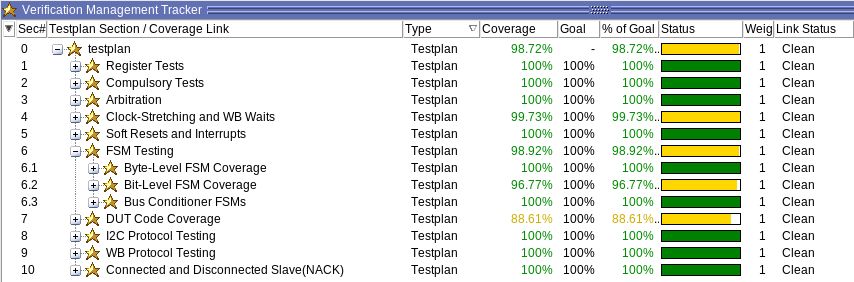 Verification Management Tracker
Sec# Testplan Section / Coverage Link Type Coverage Goal % of Goal Status Weig Link Status
0 testplan Testplan 98.72% - 98.72%.. 1 Clean
1 Register Tests Testplan 100% 100% 100% 1 Clean
2 Compulsory Tests Testplan 100% 100% 100% 1 Clean
3 Arbitration Testplan 100% 100% 100% 1 Clean
4 Clock-Stretching and WB Waits Testplan 99.73% 100% 99.73%.. 1 Clean
5 Soft Resets and Interrupts Testplan 100% 100% 100% 1 Clean
6 FSM Testing Testplan 98.92% 100% 98.92%.. 1 Clean
6.1 Byte-Level FSM Coverage Testplan 100% 100% 100% 1 Clean
6.2 Bit-Level FSM Coverage Testplan 96.77% 100% 96.77%.. 1 Clean
6.3 Bus Conditioner FSMs Testplan 100% 100% 100% 1 Clean
7 DUT Code Coverage Testplan 88.61% 100% 88.61%.. 1 Clean
8 I2C Protocol Testing Testplan 100% 100% 100% 1 Clean
9 WB Protocol Testing Testplan 100% 100% 100% 1 Clean
10 Connected and Disconnected Slave(NACK) Testplan 100% 100% 100% 1 Clean